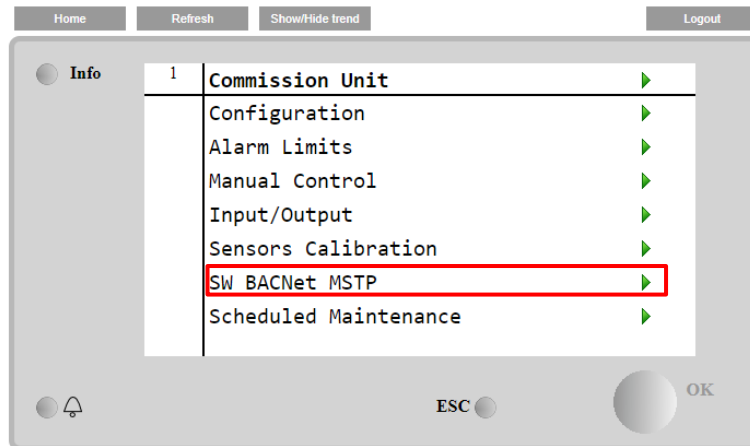 Home Refresh Show/Hide trend Logout
Info
1 Commission Unit
Configuration
Alarm Limits
Manual Control
Input/Output
Sensors Calibration
SW BACNet MSTP
Scheduled Maintenance
ESC OK